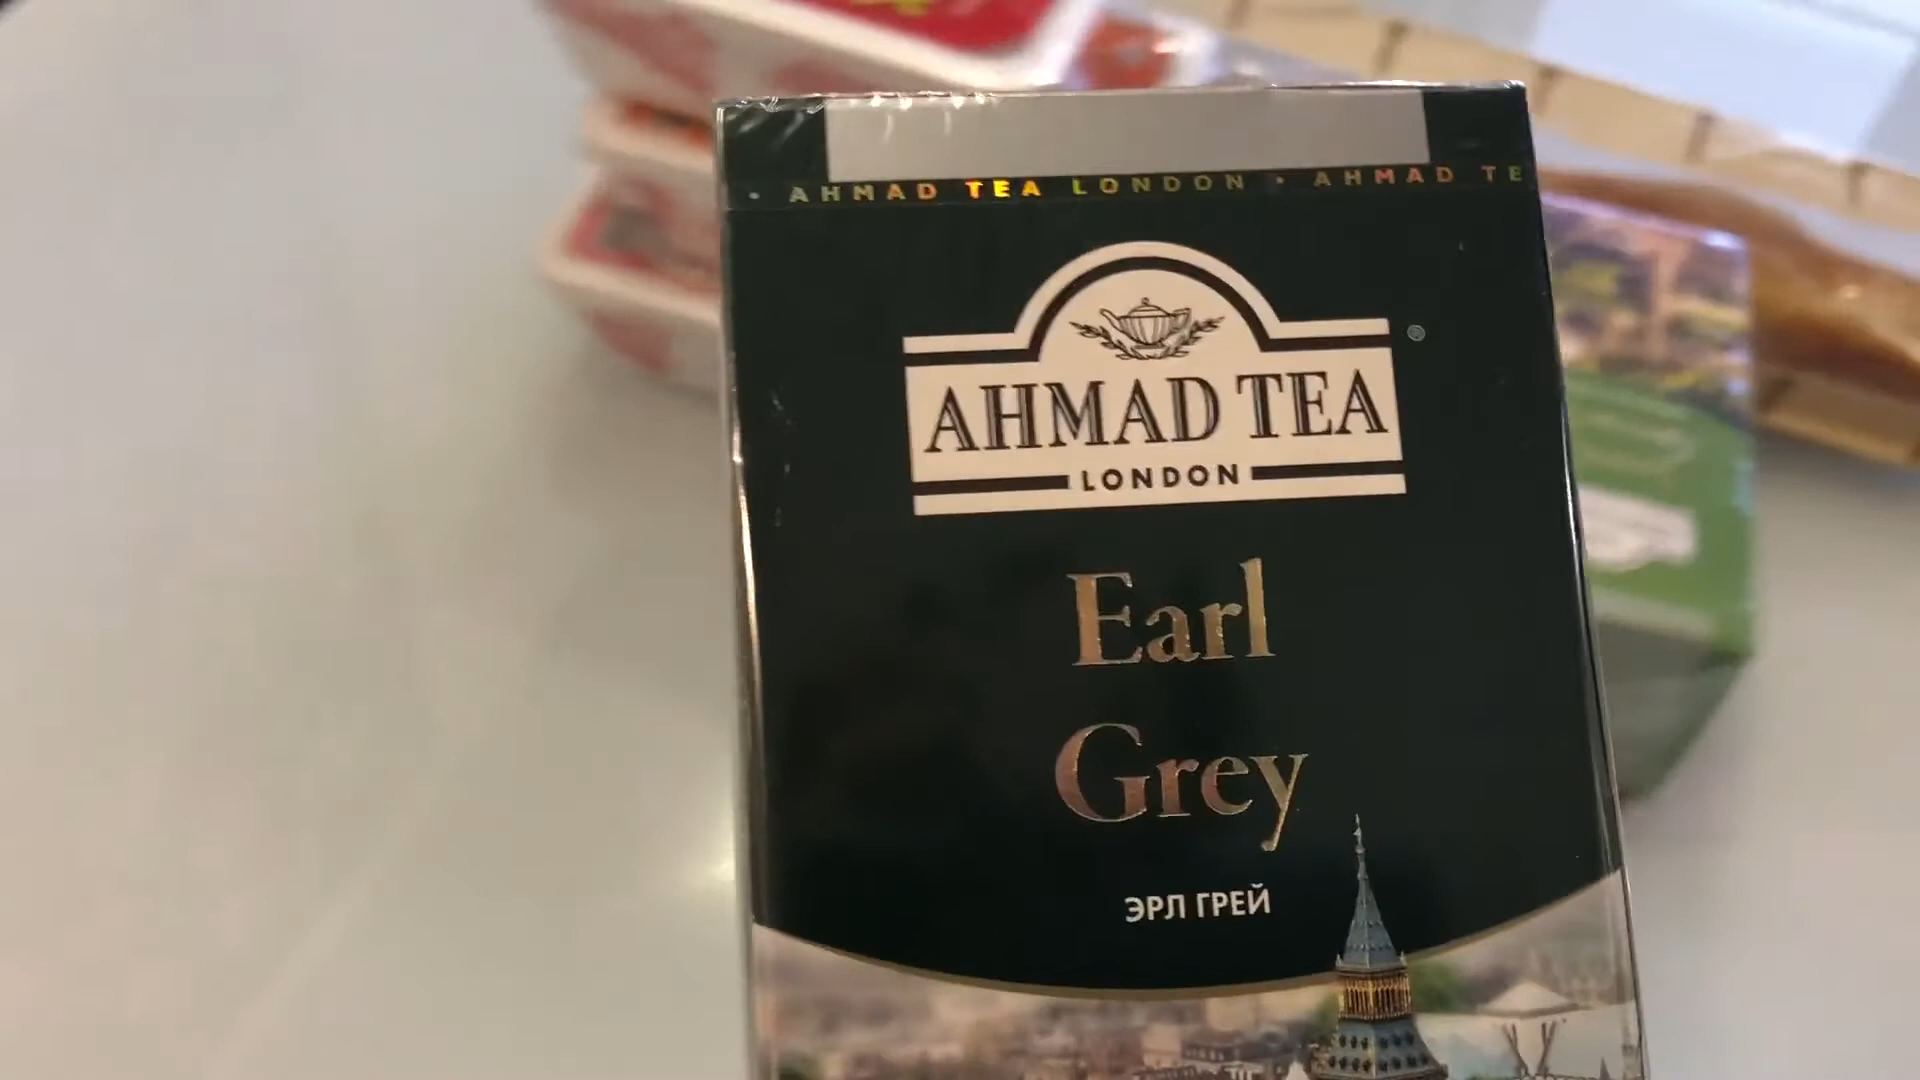 • AHMAD TEA LONDON • AHMAD TE
AHMAD TEA
LONDON
®
Earl
Grey
ЭРЛ ГРЕЙ